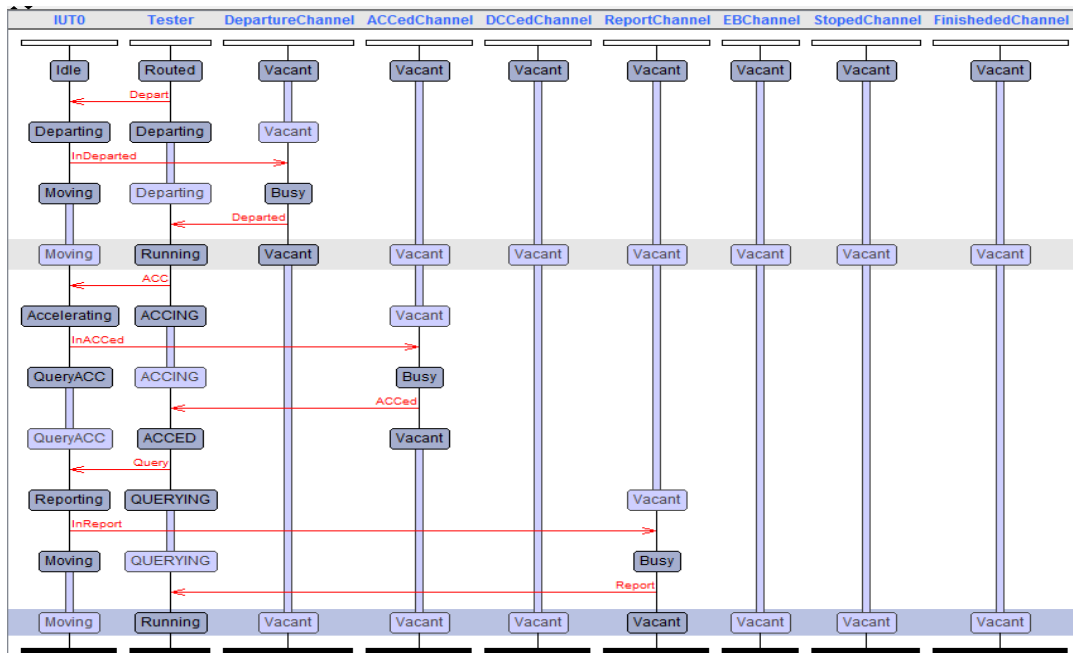 IUT0 Tester DepartureChannel ACCedChannel DCCedChannel ReportChannel EBChannel StopedChannel FinishededChannel
Idle Routed Vacant Vacant Vacant Vacant Vacant Vacant Vacant
Depart
Departing Departing Vacant
InDeparted
Moving Departing Busy
Departed
Moving Running Vacant Vacant Vacant Vacant Vacant Vacant Vacant
ACC
Accelerating ACCING Vacant
InACCed
QueryACC ACCING Busy
ACCed
QueryACC ACCED Vacant
Query
Reporting QUERYING Vacant
InReport
Moving QUERYING Busy
Report
Moving Running Vacant Vacant Vacant Vacant Vacant Vacant Vacant